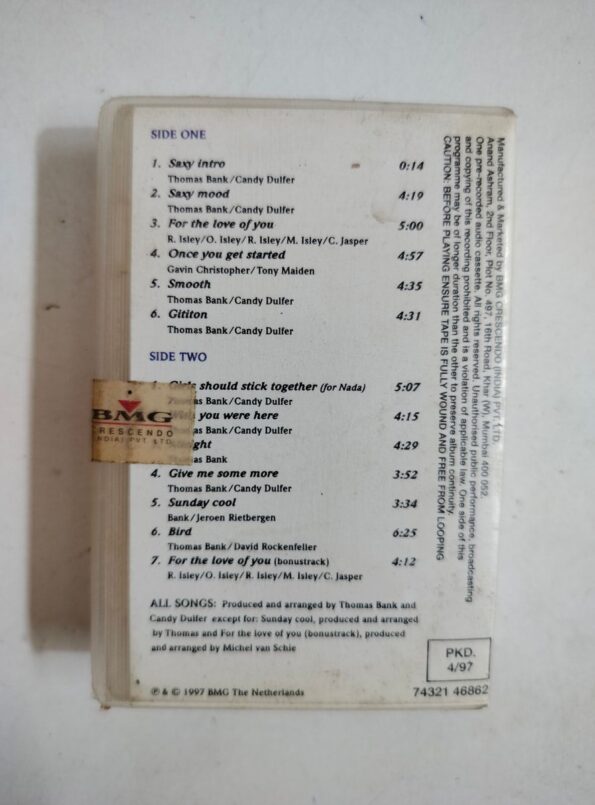 SIDE ONE
1. Saxy intro 0:14
Thomas Bank/Candy Dulfer
2. Saxy mood 4:19
Thomas Bank/Candy Dulfer
3. For the love of you 5:00
R. Isley/O. Isley/R. Isley/M. Isley/C. Jasper
4. Once you get started 4:57
Gavin Christopher/Tony Maiden
5. Smooth 4:35
Thomas Bank/Candy Dulfer
6. Gititon 4:31
Thomas Bank/Candy Dulfer
SIDE TWO
should stick together (for Nada) 5:07
Bank/Candy Dulfer
you were here 4:15
Bank/Candy Dulfer
4:29
Bank
4. Give me some more 3:52
Thomas Bank/Candy Dulfer
5. Sunday cool 3:34
Bank/Jeroen Rietbergen
6. Bird 6:25
Thomas Bank/David Rockenfeller
7. For the love of you (bonustrack) 4:12
R. Isley/O. Isley/R. Isley/M. Isley/C. Jasper
ALL SONGS: Produced and arranged by Thomas Bank and
Candy Dulfer except for: Sunday cool, produced and arranged
by Thomas and For the love of you (bonustrack), produced
and arranged by Michel van Schie
℗ & © 1997 BMG The Netherlands
BMG
CRESCENDO
(INDIA) PVT. LTD.
Manufactured & Marketed by BMG CRESCENDO (INDIA) PVT. LTD.
Anand Ashram, 2nd Floor, Plot No. 497, 16th Road, Khar (W), Mumbai 400 052.
One pre-recorded audio cassette. All rights reserved. Unauthorised public performance, broadcasting
and copying of this recording prohibited and is a violation of applicable law. One side of this
programme may be of longer duration than the other to preserve album continuity.
CAUTION: BEFORE PLAYING ENSURE TAPE IS FULLY WOUND AND FREE FROM LOOPING
PKD.
4/97
74321 46862